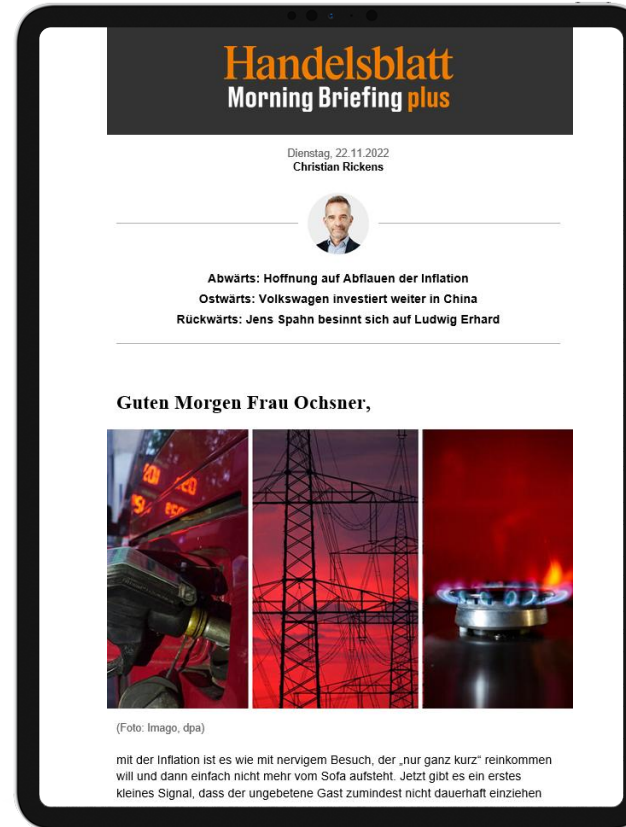 Handelsblatt
Morning Briefing plus
Dienstag, 22.11.2022
Christian Rickens
Abwärts: Hoffnung auf Abflauen der Inflation
Ostwärts: Volkswagen investiert weiter in China
Rückwärts: Jens Spahn besinnt sich auf Ludwig Erhard
Guten Morgen Frau Ochsner,
(Foto: Imago, dpa)
mit der Inflation ist es wie mit nervigem Besuch, der „nur ganz kurz“ reinkommen
will und dann einfach nicht mehr vom Sofa aufsteht. Jetzt gibt es ein erstes
kleines Signal, dass der ungebetene Gast zumindest nicht dauerhaft einziehen